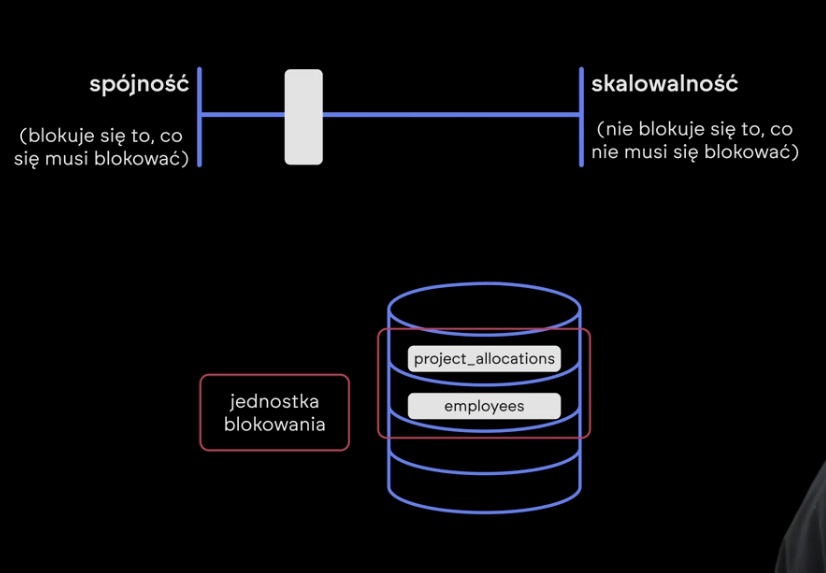 spójność
(blokuje się to, co
się musi blokować)
skalowalność
(nie blokuje się to, co
nie musi się blokować)
project_allocations
employees
jednostka
blokowania